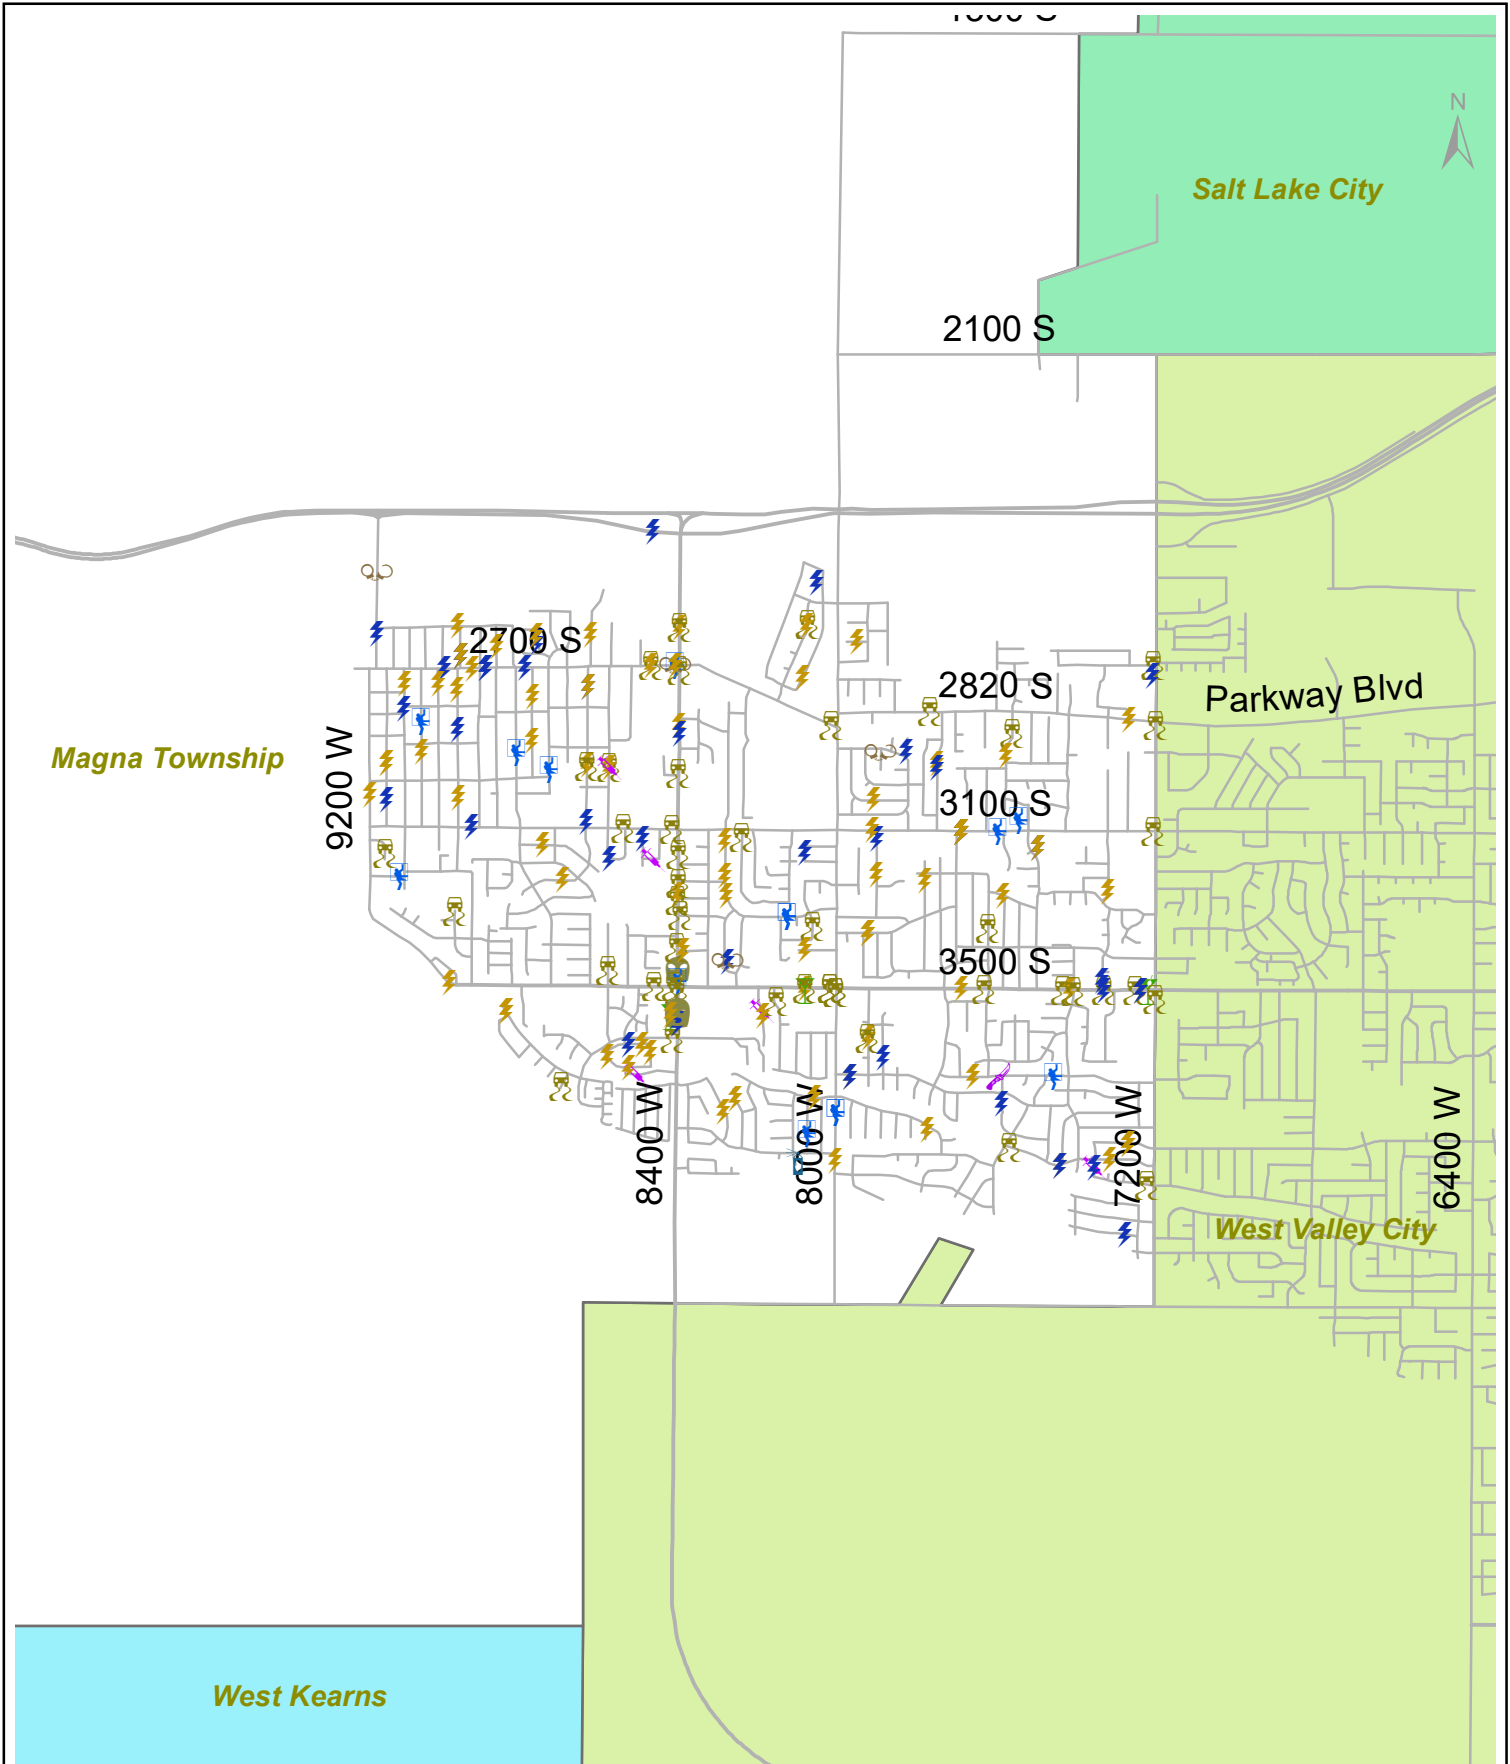 N
Salt Lake City
2100 S
2700 S
2820 S
Parkway Blvd
Magna Township
9200 W
3100 S
3500 S
8400 W
8000 W
7200 W
6400 W
West Valley City
West Kearns